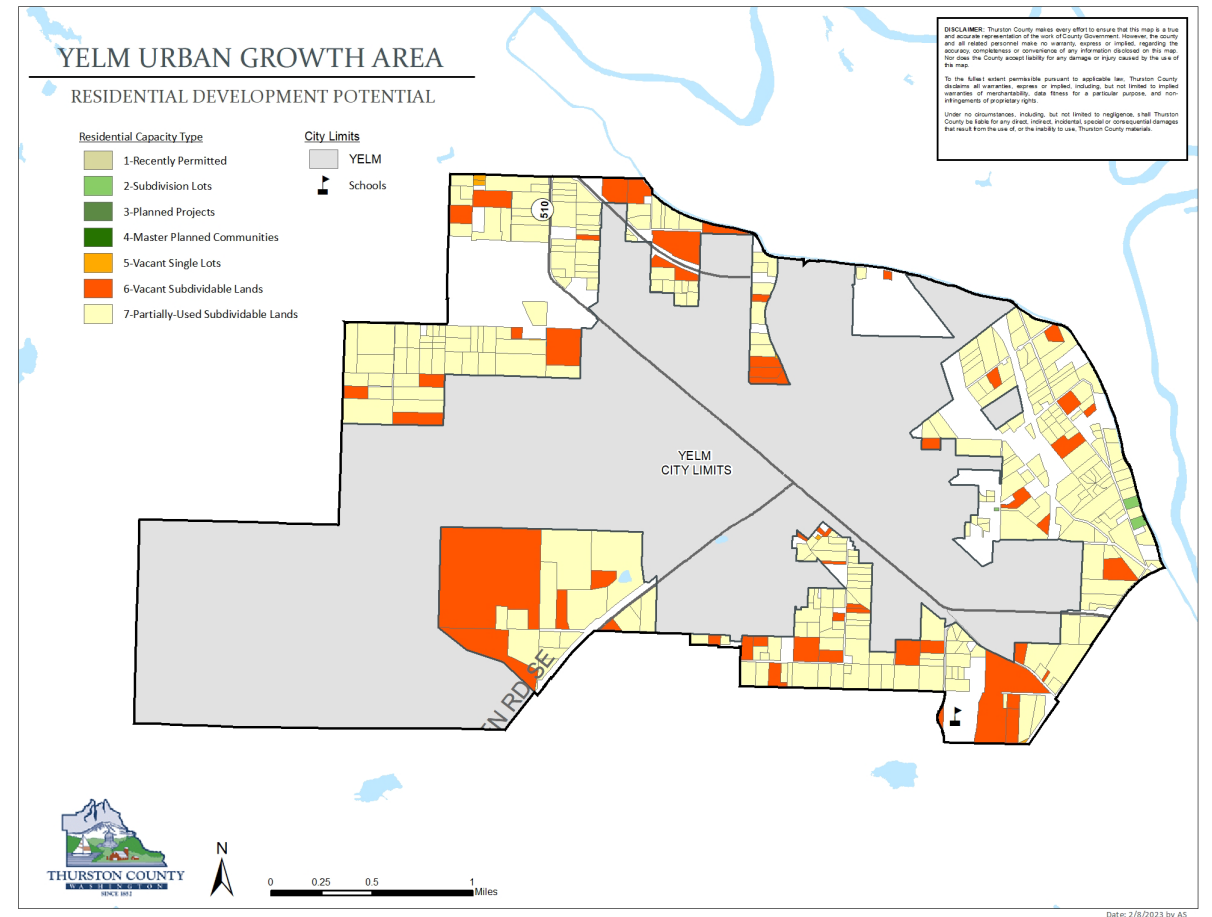 YELM URBAN GROWTH AREA
RESIDENTIAL DEVELOPMENT POTENTIAL
Residential Capacity Type
1-Recently Permitted
2-Subdivision Lots
3-Planned Projects
4-Master Planned Communities
5-Vacant Single Lots
6-Vacant Subdividable Lands
7-Partially-Used Subdividable Lands
City Limits
YELM
Schools
DISCLAIMER: Thurston County makes every effort to ensure that this map is a true
and accurate representation of the work of County Government. However, the county
and all related personnel make no warranty, express or implied, regarding the
accuracy, completeness or convenience of any information disclosed on this map.
Nor does the County accept liability for any damage or injury caused by the use of
this map.
To the fullest extent permissible pursuant to applicable law, Thurston County
disclaims all warranties, express or implied, including, but not limited to implied
warranties of merchantability, data fitness for a particular purpose, and non-
infringements of proprietary rights.
Under no circumstances, including, but not limited to negligence, shall Thurston
County be liable for any direct, indirect, incidental, special or consequential damages
that result from the use of, or the inability to use, Thurston County materials.
510
YELM
CITY LIMITS
EN RD SE
THURSTON COUNTY
WASHINGTON
SINCE 1852
N
0 0.25 0.5 1
Miles
Date: 2/8/2023 by AS